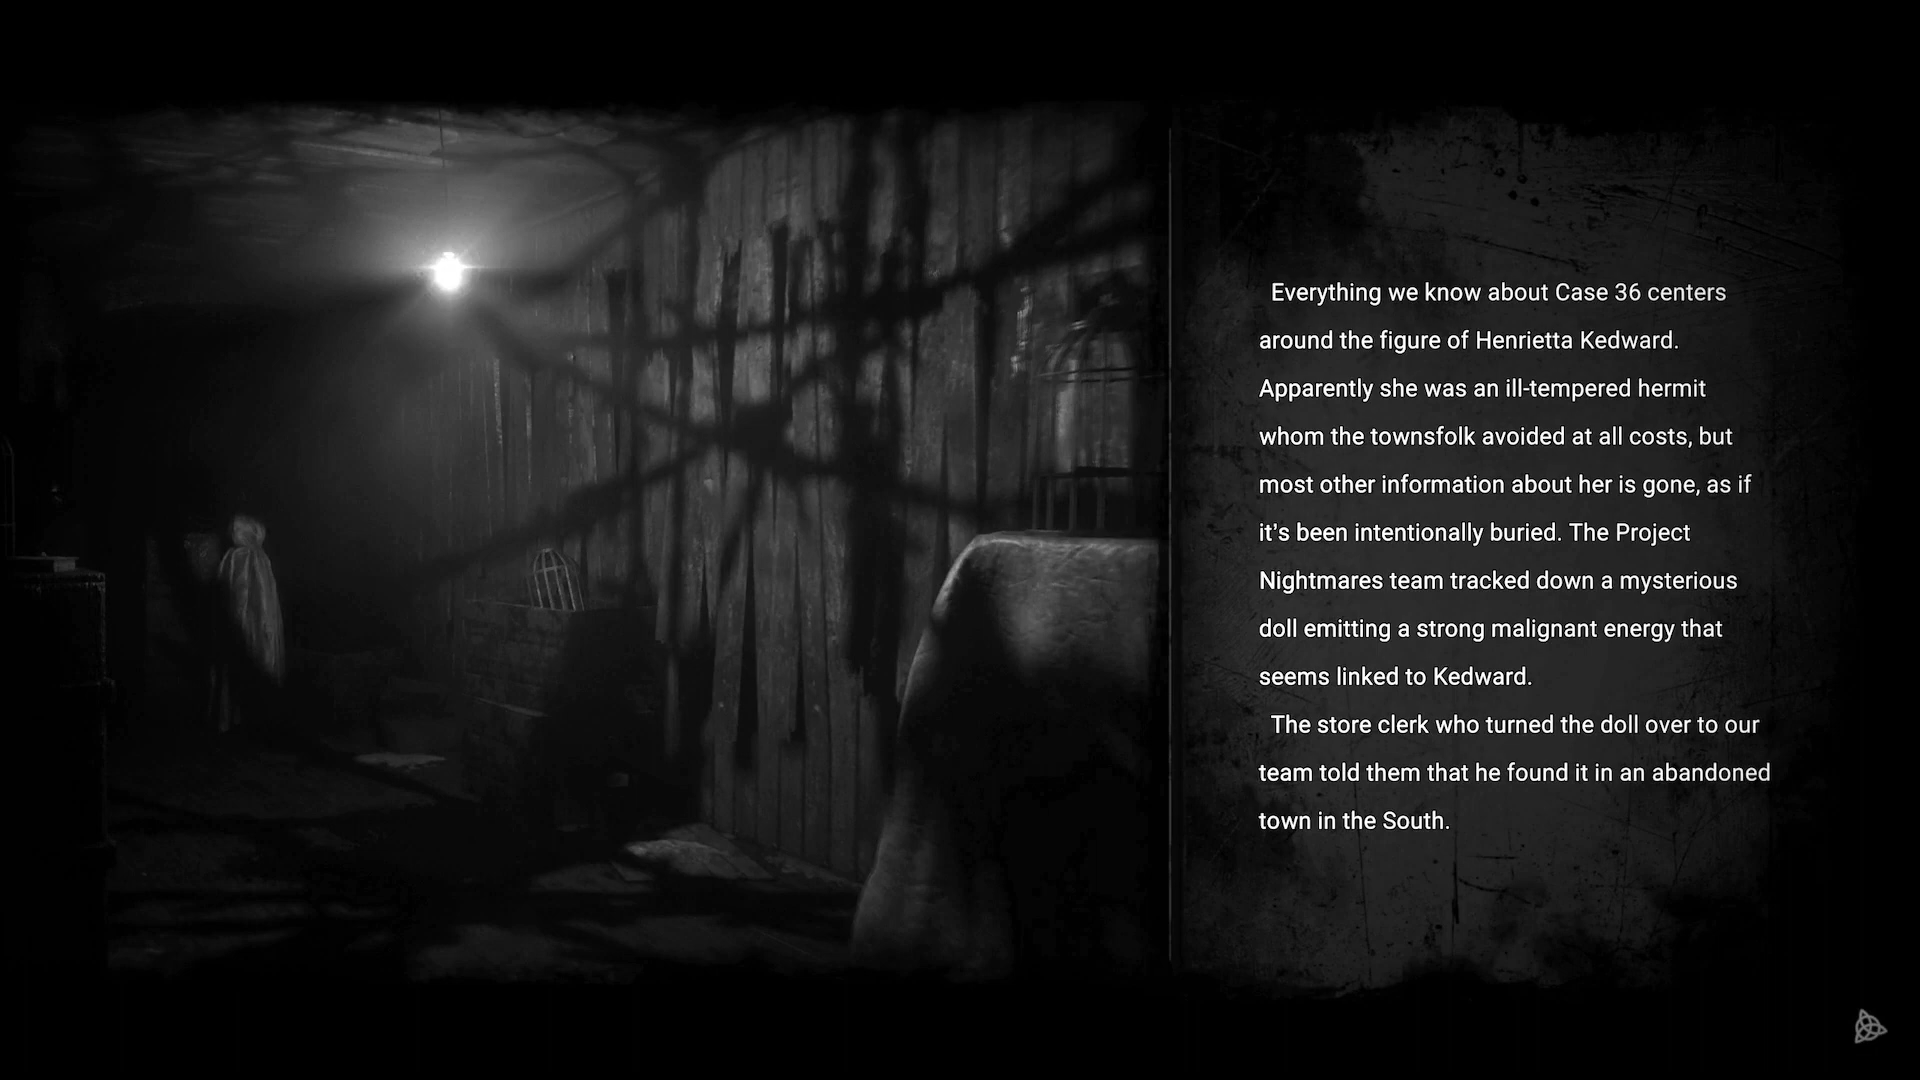 Everything we know about Case 36 centers
around the figure of Henrietta Kedward.
Apparently she was an ill-tempered hermit
whom the townsfolk avoided at all costs, but
most other information about her is gone, as if
it's been intentionally buried. The Project
Nightmares team tracked down a mysterious
doll emitting a strong malignant energy that
seems linked to Kedward.
The store clerk who turned the doll over to our
team told them that he found it in an abandoned
town in the South.